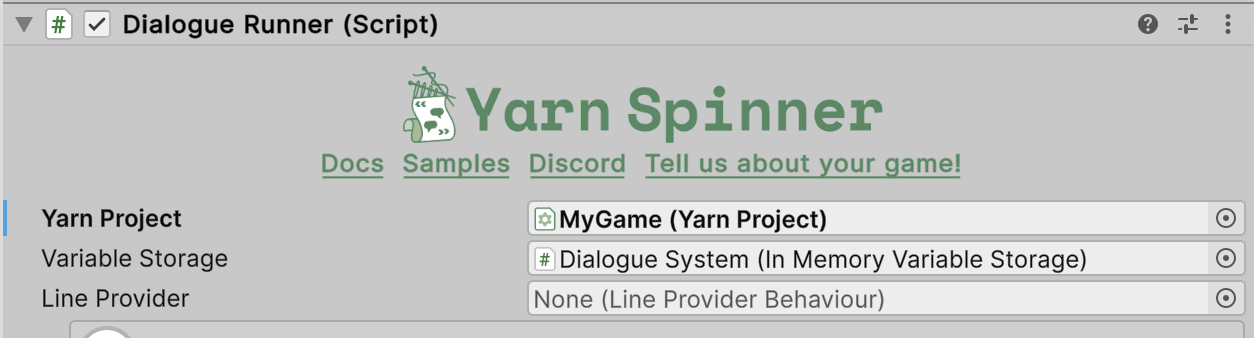 Dialogue Runner (Script)
Yarn Spinner
Docs Samples Discord Tell us about your game!
Yarn Project MyGame (Yarn Project)
Variable Storage # Dialogue System (In Memory Variable Storage)
Line Provider None (Line Provider Behaviour)